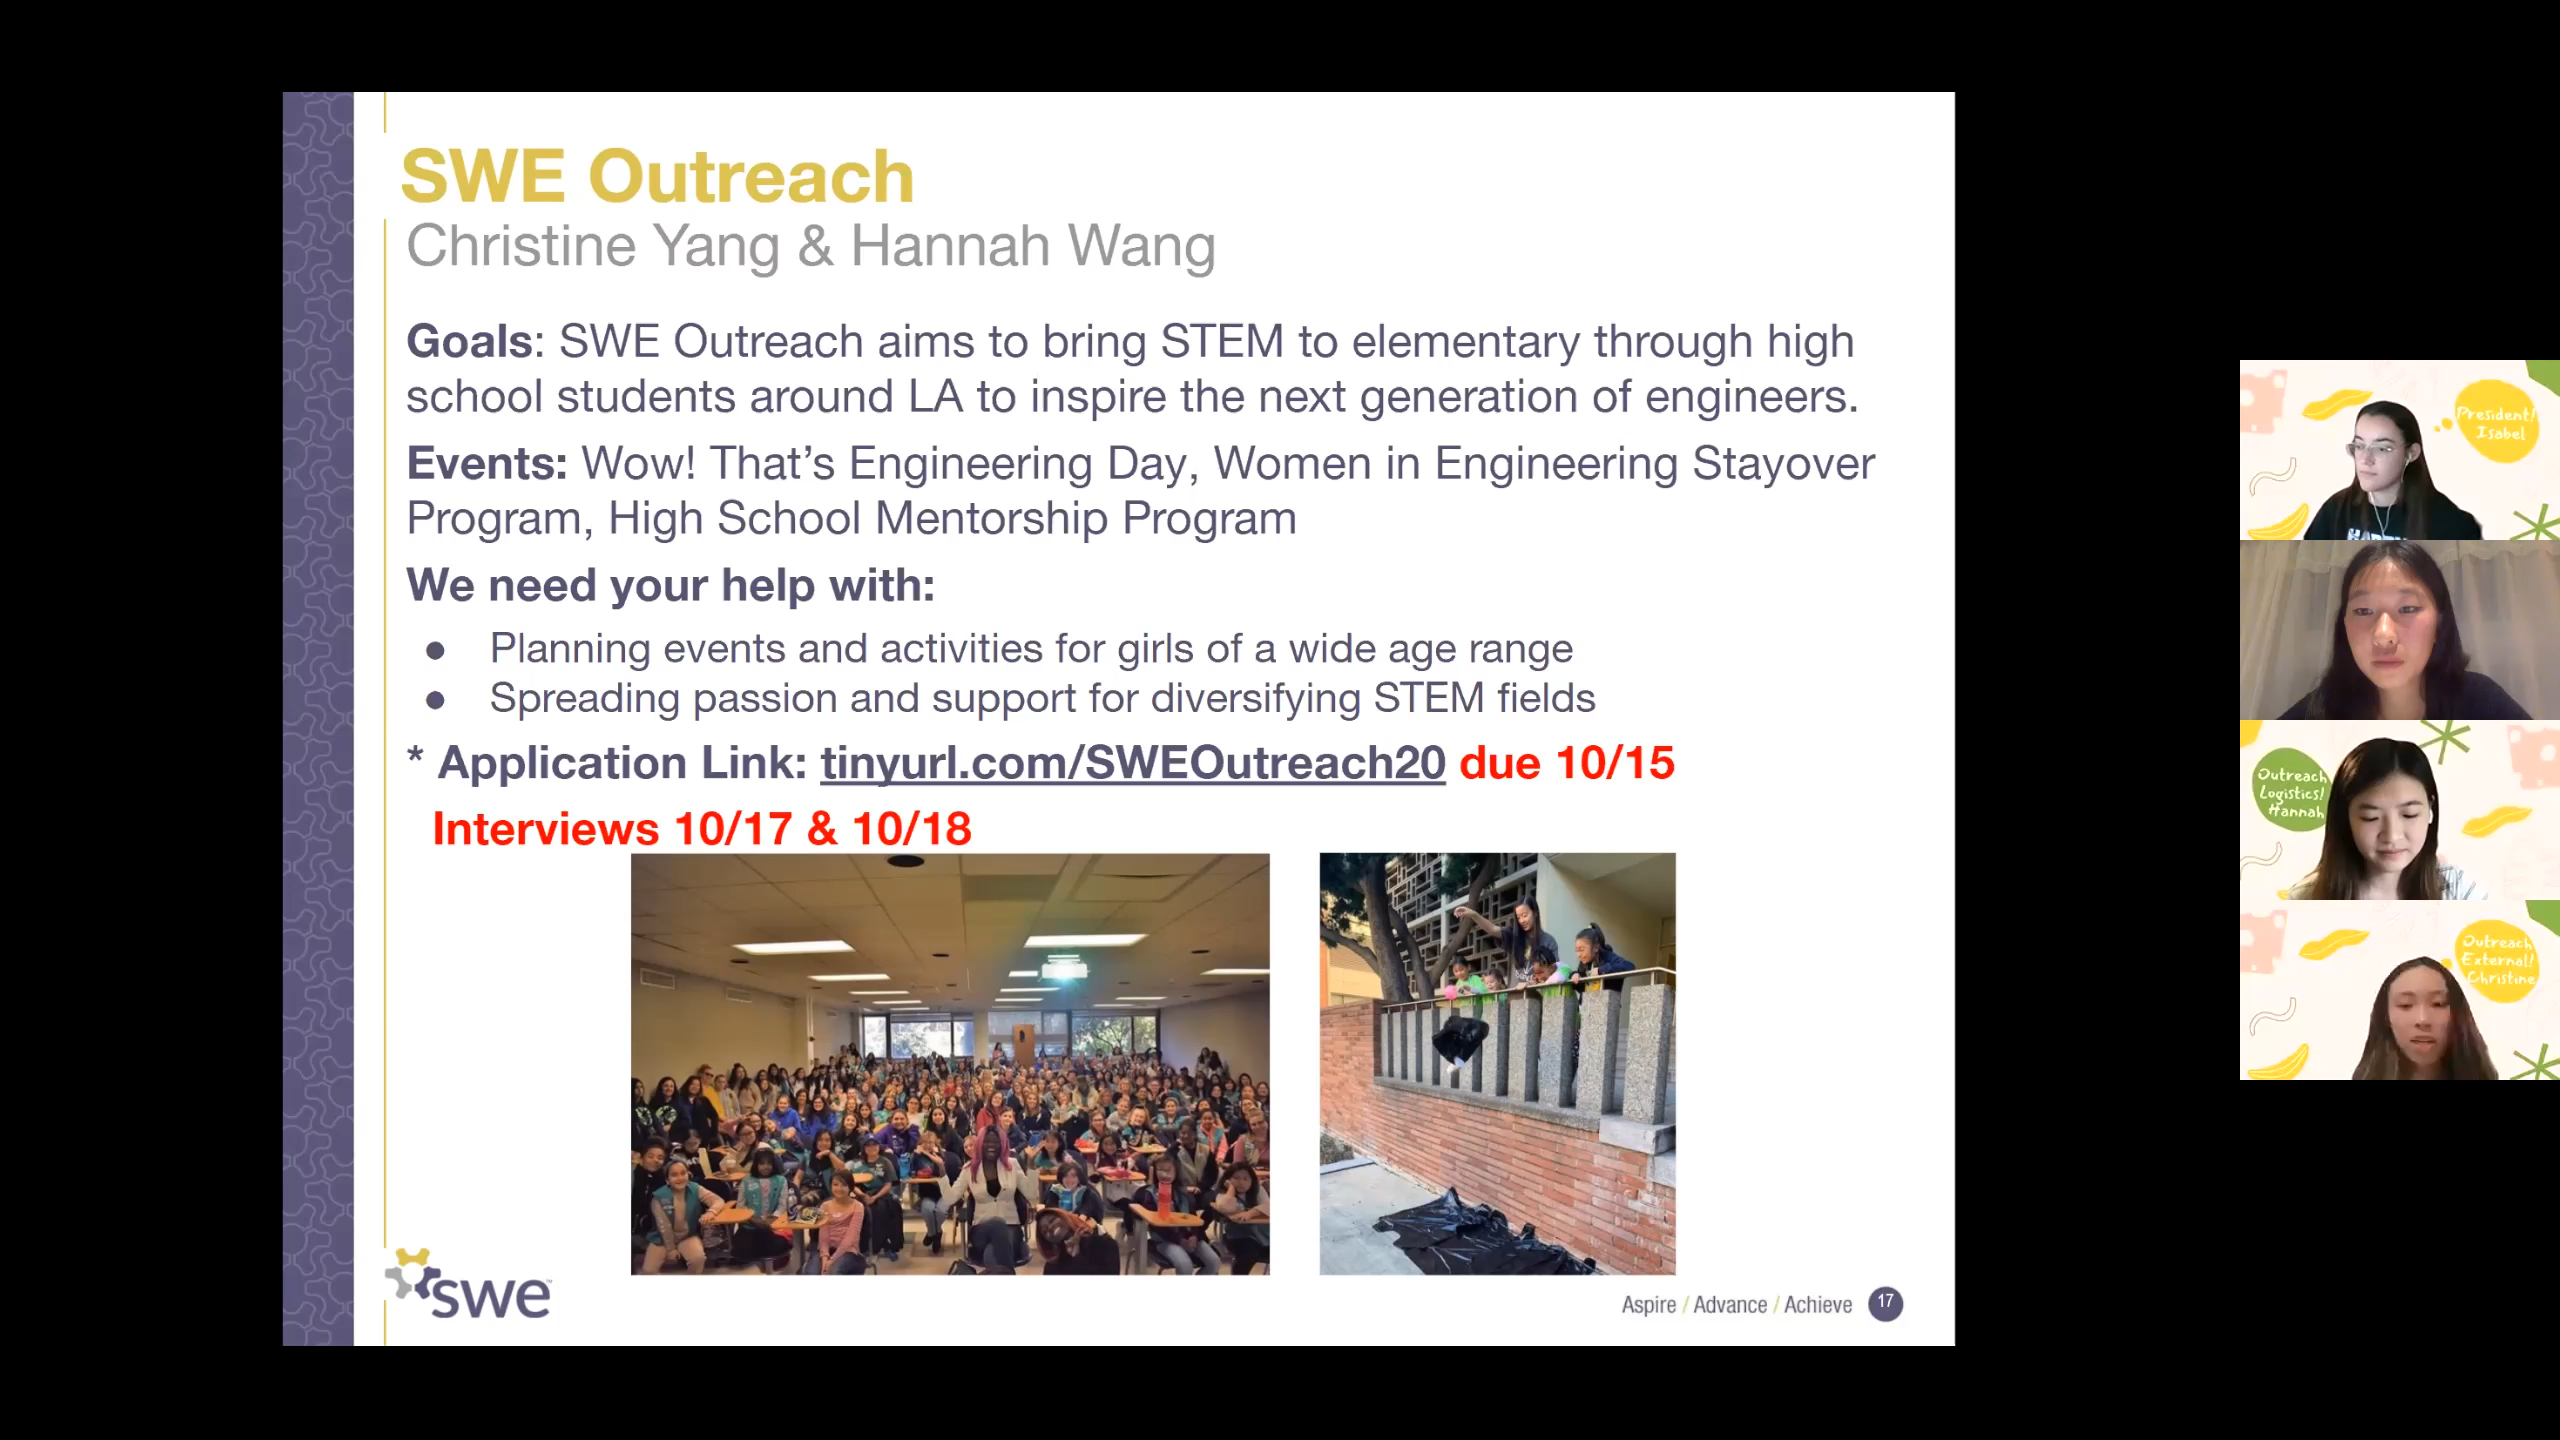 SWE Outreach
Christine Yang & Hannah Wang
Goals: SWE Outreach aims to bring STEM to elementary through high
school students around LA to inspire the next generation of engineers.
Events: Wow! That's Engineering Day, Women in Engineering Stayover
Program, High School Mentorship Program
We need your help with:
● Planning events and activities for girls of a wide age range
● Spreading passion and support for diversifying STEM fields
* Application Link: tinyurl.com/SWEOutreach20 due 10/15
Interviews 10/17 & 10/18
swe
Aspire / Advance / Achieve 17
President!
Isabel
Outreach
Logistics!
Hannah
Outreach
External!
Christine